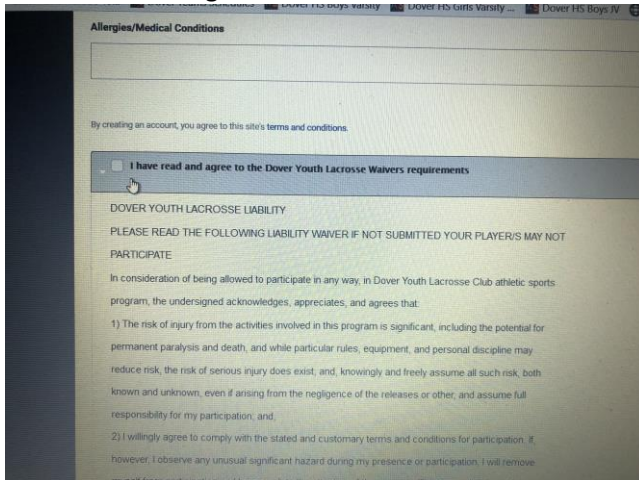 Dover HS Boys Varsity Dover HS Girls Varsity ... Dover HS Boys JV
Allergies/Medical Conditions
By creating an account, you agree to this site's terms and conditions.
I have read and agree to the Dover Youth Lacrosse Waivers requirements
DOVER YOUTH LACROSSE LIABILITY
PLEASE READ THE FOLLOWING LIABILITY WAIVER IF NOT SUBMITTED YOUR PLAYER/S MAY NOT
PARTICIPATE
In consideration of being allowed to participate in any way, in Dover Youth Lacrosse Club athletic sports
program, the undersigned acknowledges, appreciates, and agrees that:
1) The risk of injury from the activities involved in this program is significant, including the potential for
permanent paralysis and death, and while particular rules, equipment, and personal discipline may
reduce risk, the risk of serious injury does exist, and, knowingly and freely assume all such risk, both
known and unknown, even if arising from the negligence of the releases or other, and assume full
responsibility for my participation, and,
2) I willingly agree to comply with the stated and customary terms and conditions for participation, if,
however, I observe any unusual significant hazard during my presence or participation, I will remove